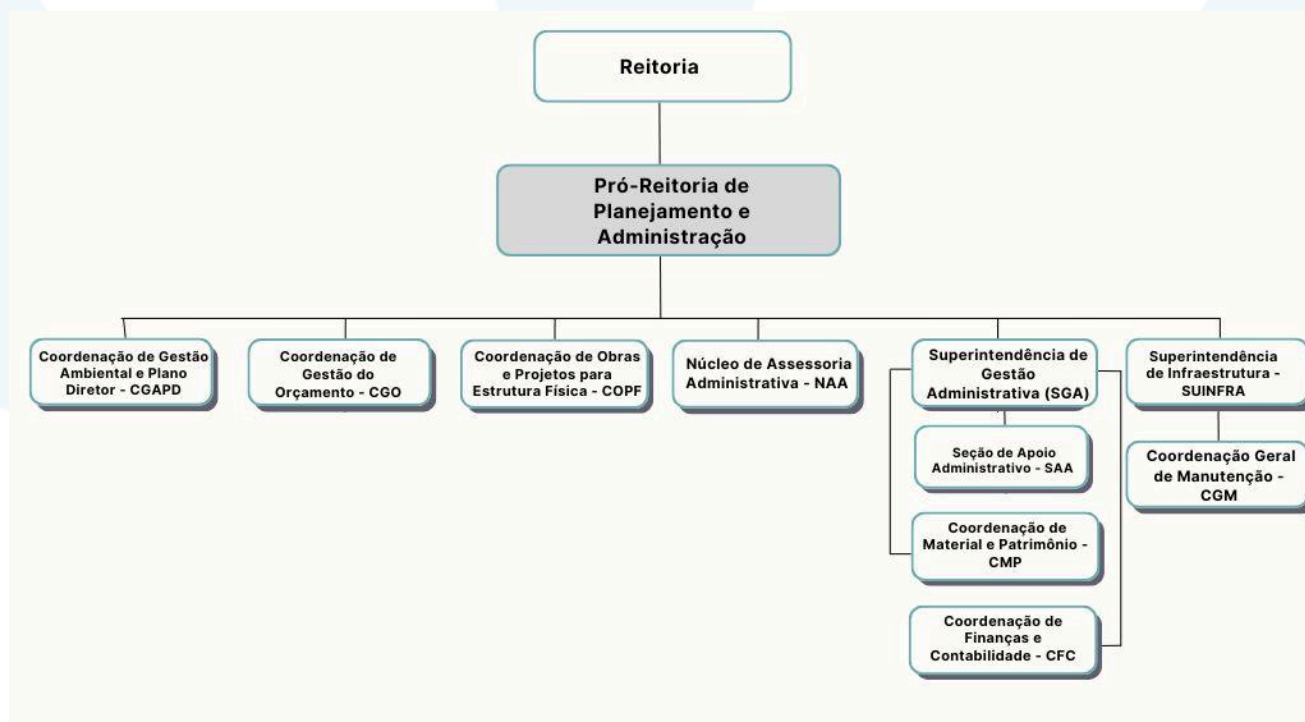 Reitoria
Pró-Reitoria de
Planejamento e
Administração
Coordenação de Gestão
Ambiental e Plano
Diretor - CGAPD
Coordenação de
Gestão do
Orçamento - CGO
Coordenação de Obras
e Projetos para
Estrutura Física - COPF
Núcleo de Assessoria
Administrativa - NAA
Superintendência de
Gestão
Administrativa (SGA)
Seção de Apoio
Administrativo - SAA
Coordenação de
Material e Patrimônio -
CMP
Coordenação de
Finanças e
Contabilidade - CFC
Superintendência
de Infraestrutura -
SUINFRA
Coordenação Geral
de Manutenção -
CGM